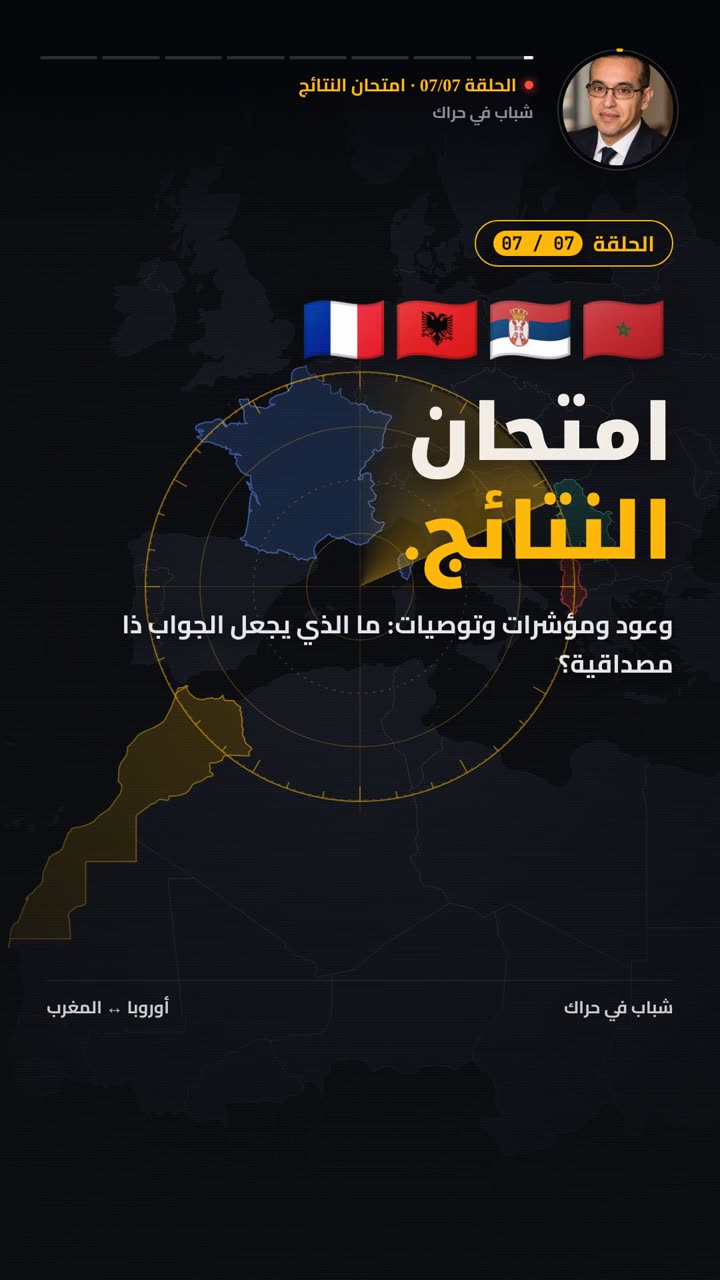 الحلقة 07/07 · امتحان النتائج
شباب في حراك
الحلقة 07 / 07
امتحان
النتائج.
وعود ومؤشرات وتوصيات: ما الذي يجعل الجواب ذا
مصداقية؟
شباب في حراك
أوروبا ↔ المغرب